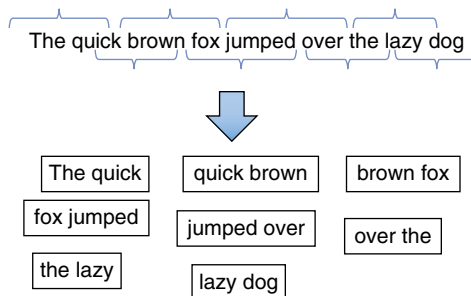 The quick brown fox jumped over the lazy dog
The quick
quick brown
brown fox
fox jumped
jumped over
over the
the lazy
lazy dog